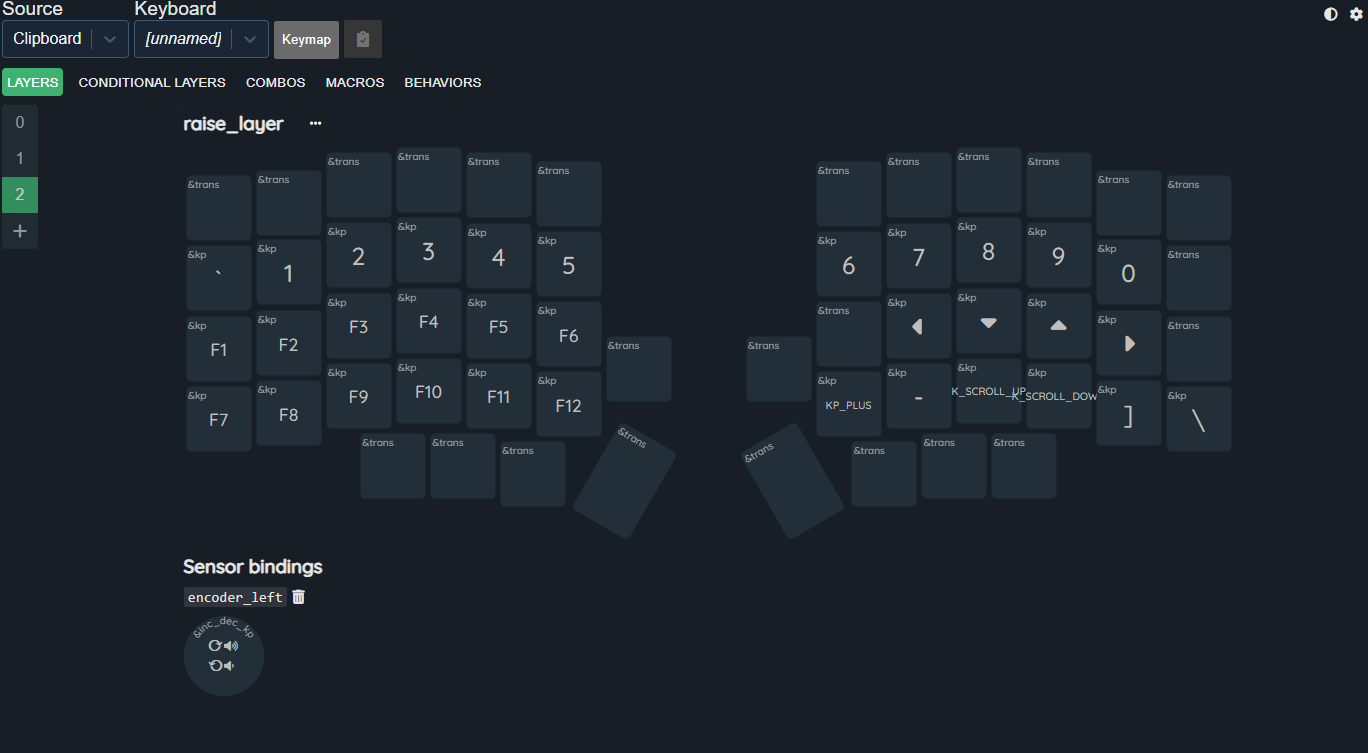 Source Keyboard
Clipboard [unnamed] Keymap
LAYERS CONDITIONAL LAYERS COMBOS MACROS BEHAVIORS
0
1
2
+
raise_layer ...
&trans &trans &trans &trans &trans &trans &trans &trans &trans &trans &trans &trans
&kp ` &kp 1 &kp 2 &kp 3 &kp 4 &kp 5 &kp 6 &kp 7 &kp 8 &kp 9 &kp 0 &trans
&kp F1 &kp F2 &kp F3 &kp F4 &kp F5 &kp F6 &trans &kp &kp &kp &kp &trans
&kp F7 &kp F8 &kp F9 &kp F10 &kp F11 &kp F12 &trans &trans &kp KP_PLUS &kp - &kp K_SCROLL_UP &kp K_SCROLL_DOW &kp ] &kp \
&trans &trans &trans &trans &trans &trans &trans &trans
Sensor bindings
encoder_left
&inc_dec_kp